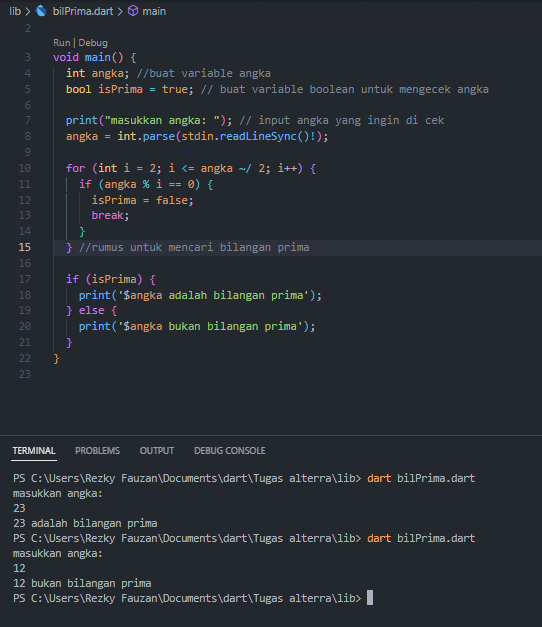 lib > bilPrima.dart > main
2
Run | Debug
3 void main() {
4 int angka; //buat variable angka
5 bool isPrima = true; // buat variable boolean untuk mengecek angka
6
7 print("masukkan angka: "); // input angka yang ingin di cek
8 angka = int.parse(stdin.readLineSync()!);
9
10 for (int i = 2; i <= angka ~/ 2; i++) {
11 if (angka % i == 0) {
12 isPrima = false;
13 break;
14 }
15 } //rumus untuk mencari bilangan prima
16
17 if (isPrima) {
18 print('$angka adalah bilangan prima');
19 } else {
20 print('$angka bukan bilangan prima');
21 }
22 }
23
TERMINAL PROBLEMS OUTPUT DEBUG CONSOLE
PS C:\Users\Rezky Fauzan\Documents\dart\Tugas alterra\lib> dart bilPrima.dart
masukkan angka:
23
23 adalah bilangan prima
PS C:\Users\Rezky Fauzan\Documents\dart\Tugas alterra\lib> dart bilPrima.dart
masukkan angka:
12
12 bukan bilangan prima
PS C:\Users\Rezky Fauzan\Documents\dart\Tugas alterra\lib>